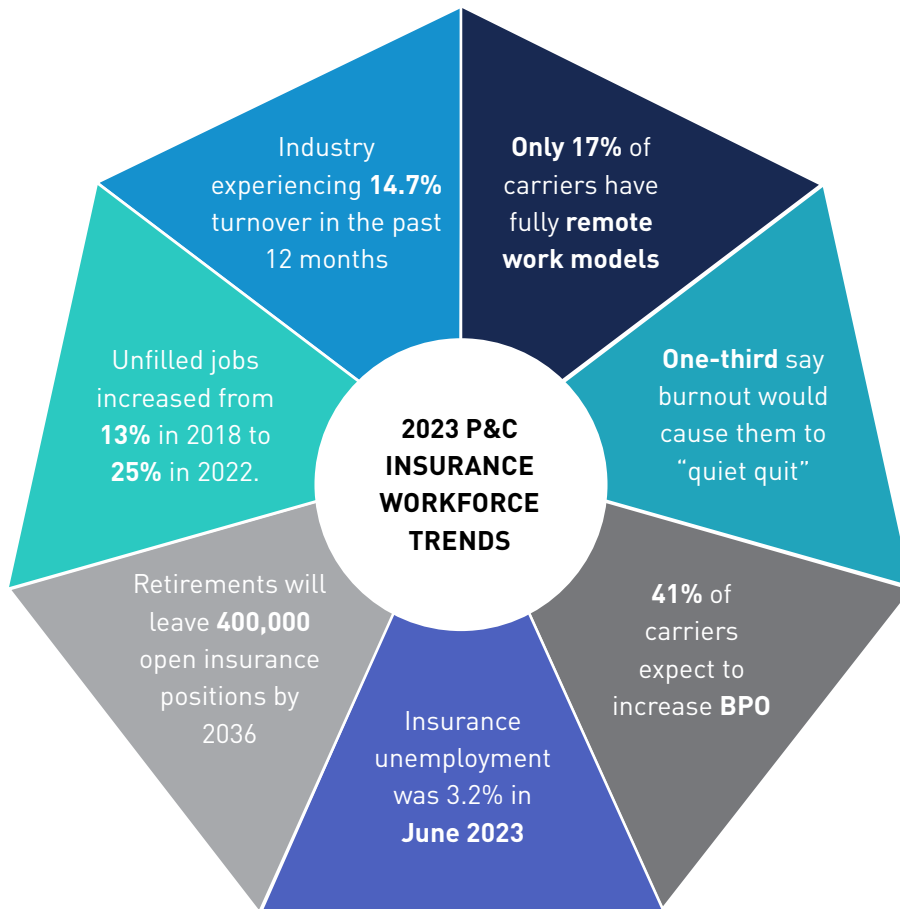 Industry
experiencing 14.7%
turnover in the past
12 months
Only 17% of
carriers have
fully remote
work models
One-third say
burnout would
cause them to
“quiet quit”
41% of
carriers
expect to
increase BPO
Insurance
unemployment
was 3.2% in
June 2023
Retirements will
leave 400,000
open insurance
positions by
2036
Unfilled jobs
increased from
13% in 2018 to
25% in 2022.
2023 P&C
INSURANCE
WORKFORCE
TRENDS